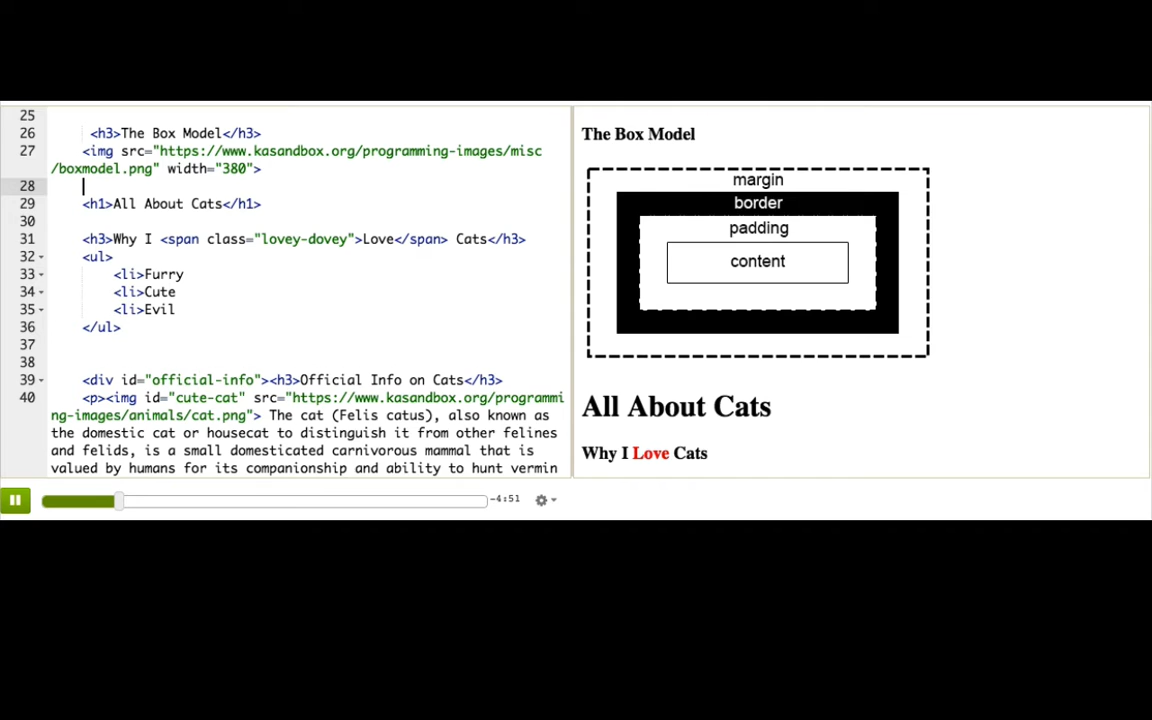 25
26 <h3>The Box Model</h3>
27 <img src="https://www.kasandbox.org/programming-images/misc
/boxmodel.png" width="380">
28
29 <h1>All About Cats</h1>
30
31 <h3>Why I <span class="lovey-dovey">Love</span> Cats</h3>
32 <ul>
33 <li>Furry
34 <li>Cute
35 <li>Evil
36 </ul>
37
38
39 <div id="official-info"><h3>Official Info on Cats</h3>
40 <p><img id="cute-cat" src="https://www.kasandbox.org/programmi
ng-images/animals/cat.png"> The cat (Felis catus), also known as
the domestic cat or housecat to distinguish it from other felines
and felids, is a small domesticated carnivorous mammal that is
valued by humans for its companionship and ability to hunt vermin
-4:51
The Box Model
margin
border
padding
content
All About Cats
Why I Love Cats